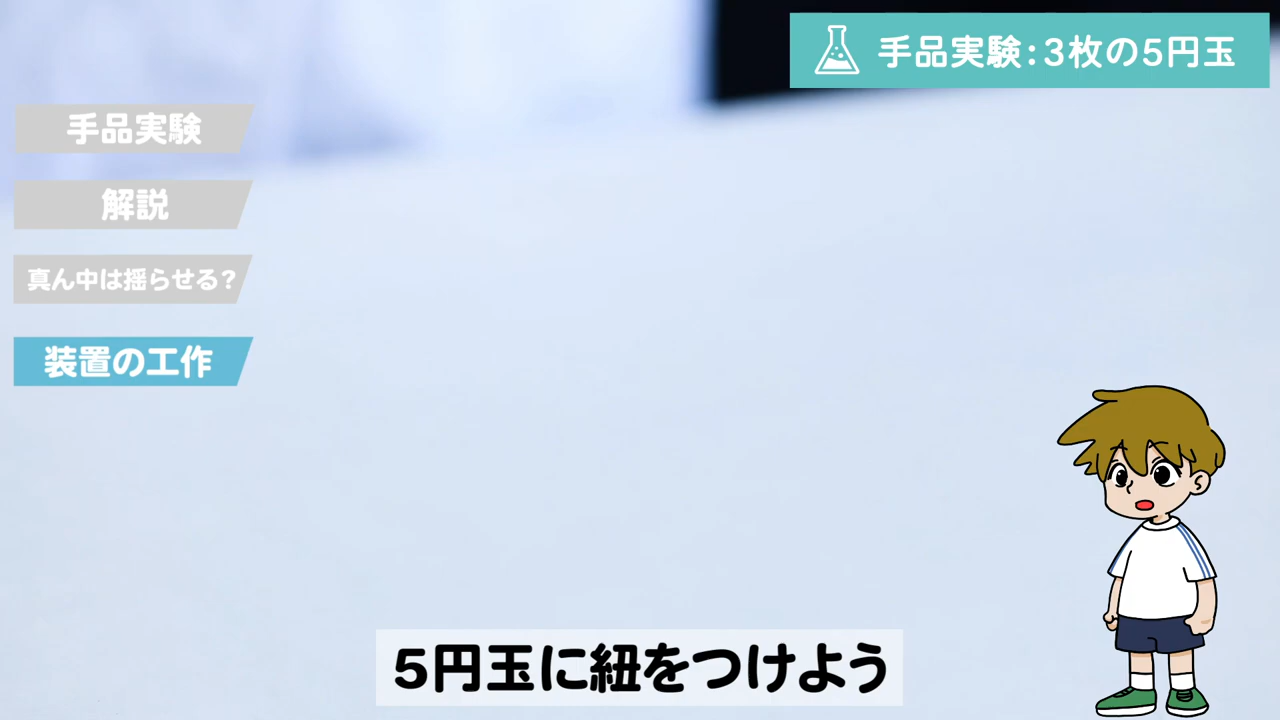 手品実験:3枚の5円玉
手品実験
解説
真ん中は揺らせる?
装置の工作
5円玉に紐をつけよう